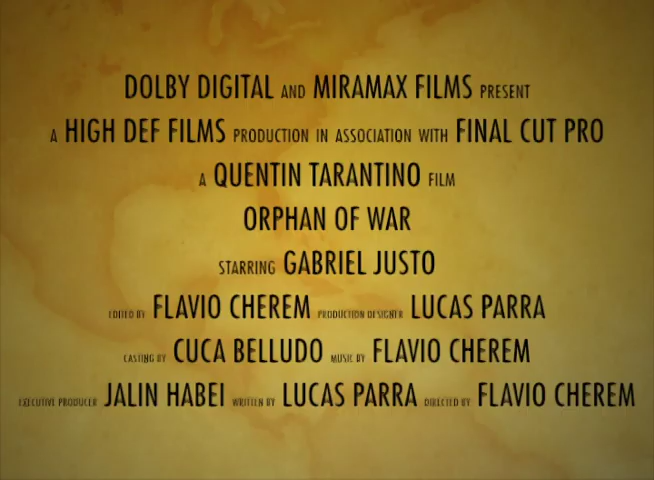 DOLBY DIGITAL AND MIRAMAX FILMS PRESENT
A HIGH DEF FILMS PRODUCTION IN ASSOCIATION WITH FINAL CUT PRO
A QUENTIN TARANTINO FILM
ORPHAN OF WAR
STARRING GABRIEL JUSTO
EDITED BY FLAVIO CHEREM PRODUCTION DESIGNER LUCAS PARRA
CASTING BY CUCA BELLUDO MUSIC BY FLAVIO CHEREM
EXECUTIVE PRODUCER JALIN HABEI WRITTEN BY LUCAS PARRA DIRECTED BY FLAVIO CHEREM